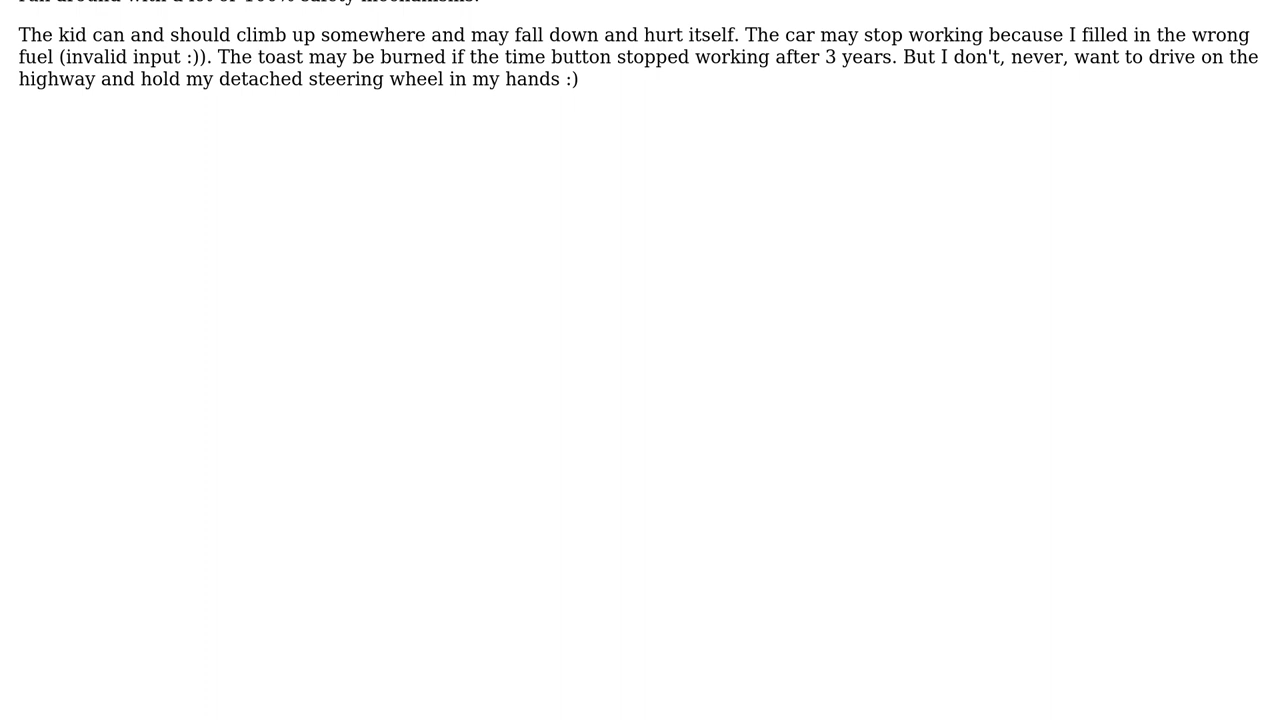 The kid can and should climb up somewhere and may fall down and hurt itself. The car may stop working because I filled in the wrong
fuel (invalid input :)). The toast may be burned if the time button stopped working after 3 years. But I don't, never, want to drive on the
highway and hold my detached steering wheel in my hands :)